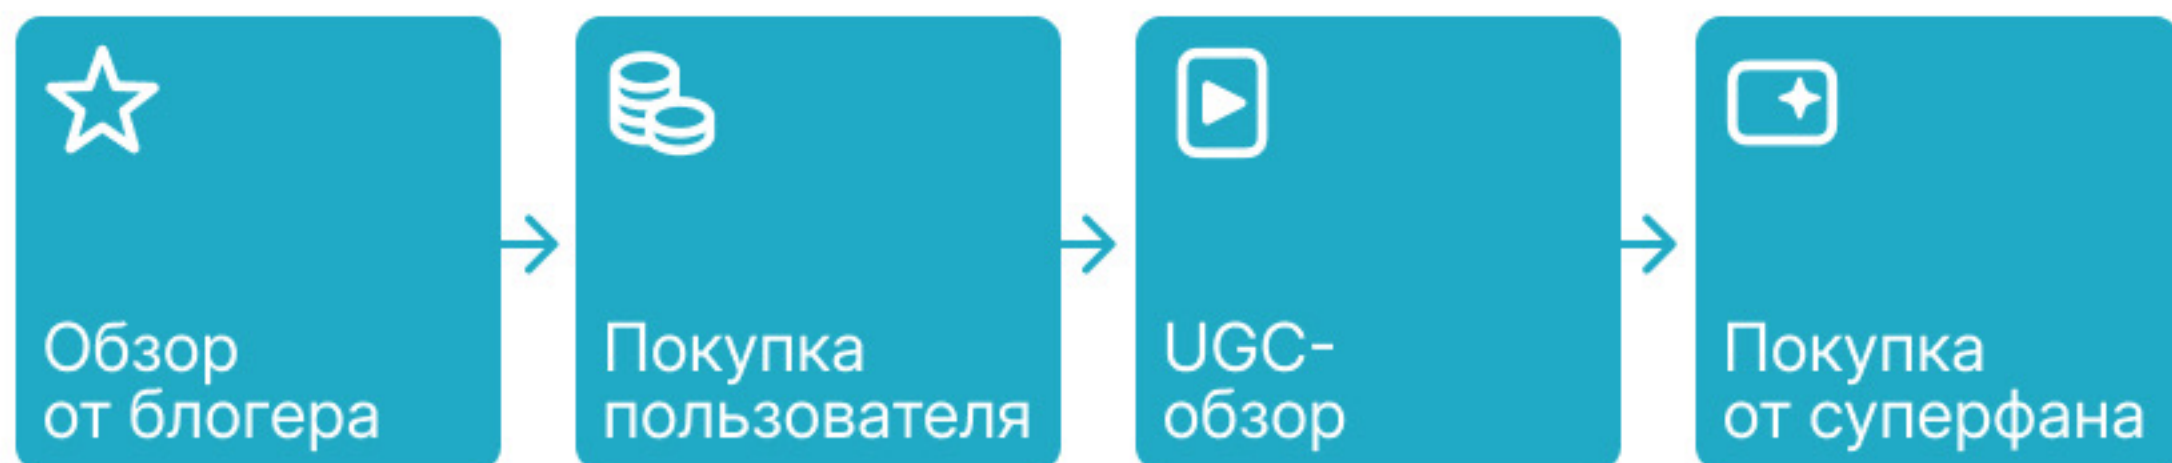 Обзор
от блогера
Покупка
пользователя
UGC-
обзор
Покупка
от суперфана